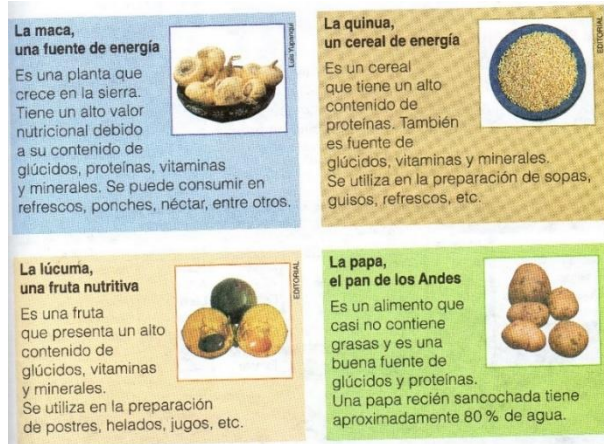 La maca,
una fuente de energía
Es una planta que
crece en la sierra.
Tiene un alto valor
nutricional debido
a su contenido de
glúcidos, proteínas, vitaminas
y minerales. Se puede consumir en
refrescos, ponches, néctar, entre otros.
Luis Yupanqui
La quinua,
un cereal de energía
Es un cereal
que tiene un alto
contenido de
proteínas. También
es fuente de
glúcidos, vitaminas y minerales.
Se utiliza en la preparación de sopas,
guisos, refrescos, etc.
EDITORIAL
La lúcuma,
una fruta nutritiva
Es una fruta
que presenta un alto
contenido de
glúcidos, vitaminas
y minerales.
Se utiliza en la preparación
de postres, helados, jugos, etc.
EDITORIAL
La papa,
el pan de los Andes
Es un alimento que
casi no contiene
grasas y es una
buena fuente de
glúcidos y proteínas.
Una papa recién sancochada tiene
aproximadamente 80 % de agua.